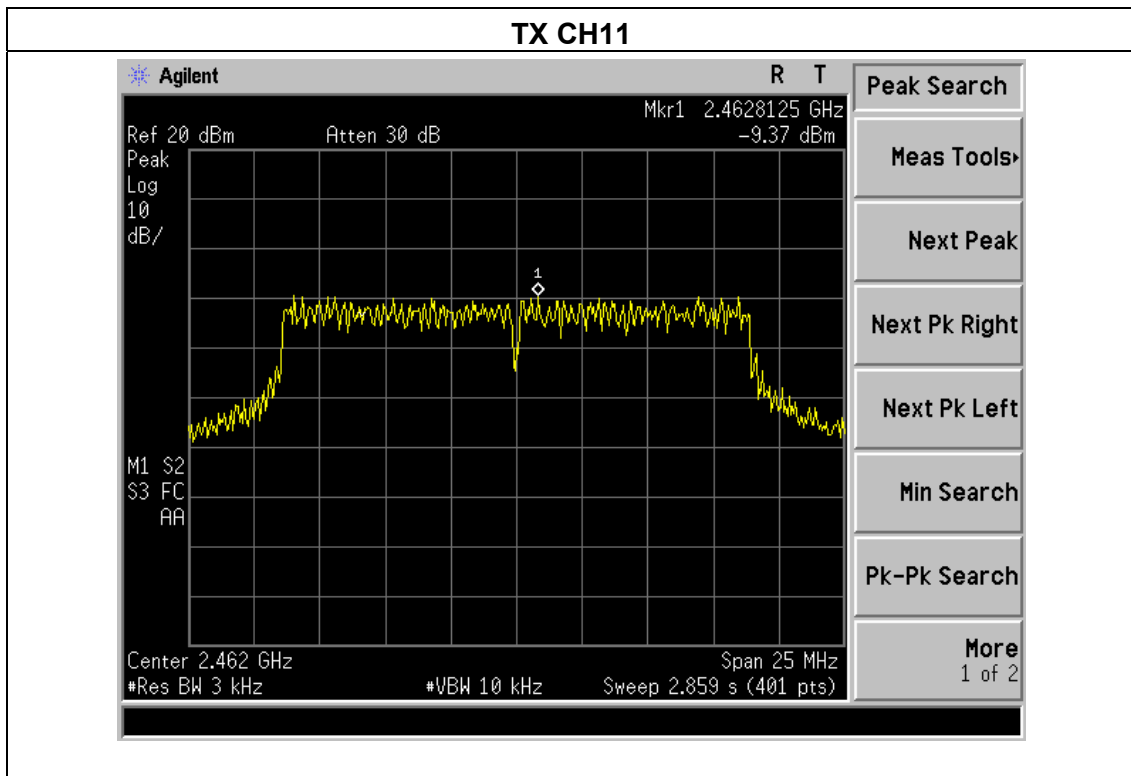 TX CH11
Agilent R T
Mkr1 2.4628125 GHz
Ref 20 dBm Atten 30 dB -9.37 dBm
Peak
Log
10
dB/
1
M1 S2
S3 FC
AA
Center 2.462 GHz Span 25 MHz
#Res BW 3 kHz #VBW 10 kHz Sweep 2.859 s (401 pts)
Peak Search
Meas Tools
Next Peak
Next Pk Right
Next Pk Left
Min Search
Pk-Pk Search
More
1 of 2